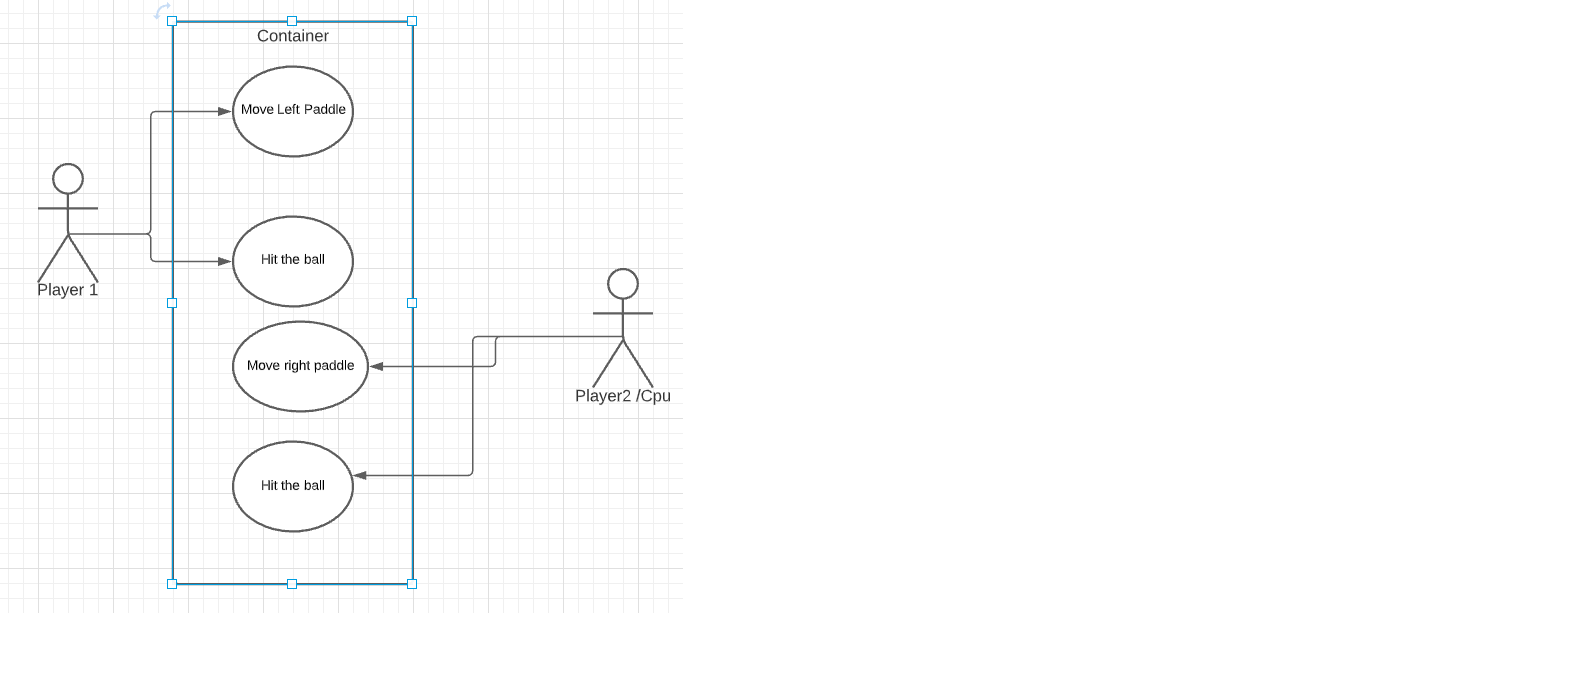 Container
Move Left Paddle
Hit the ball
Player 1
Move right paddle
Player2 /Cpu
Hit the ball